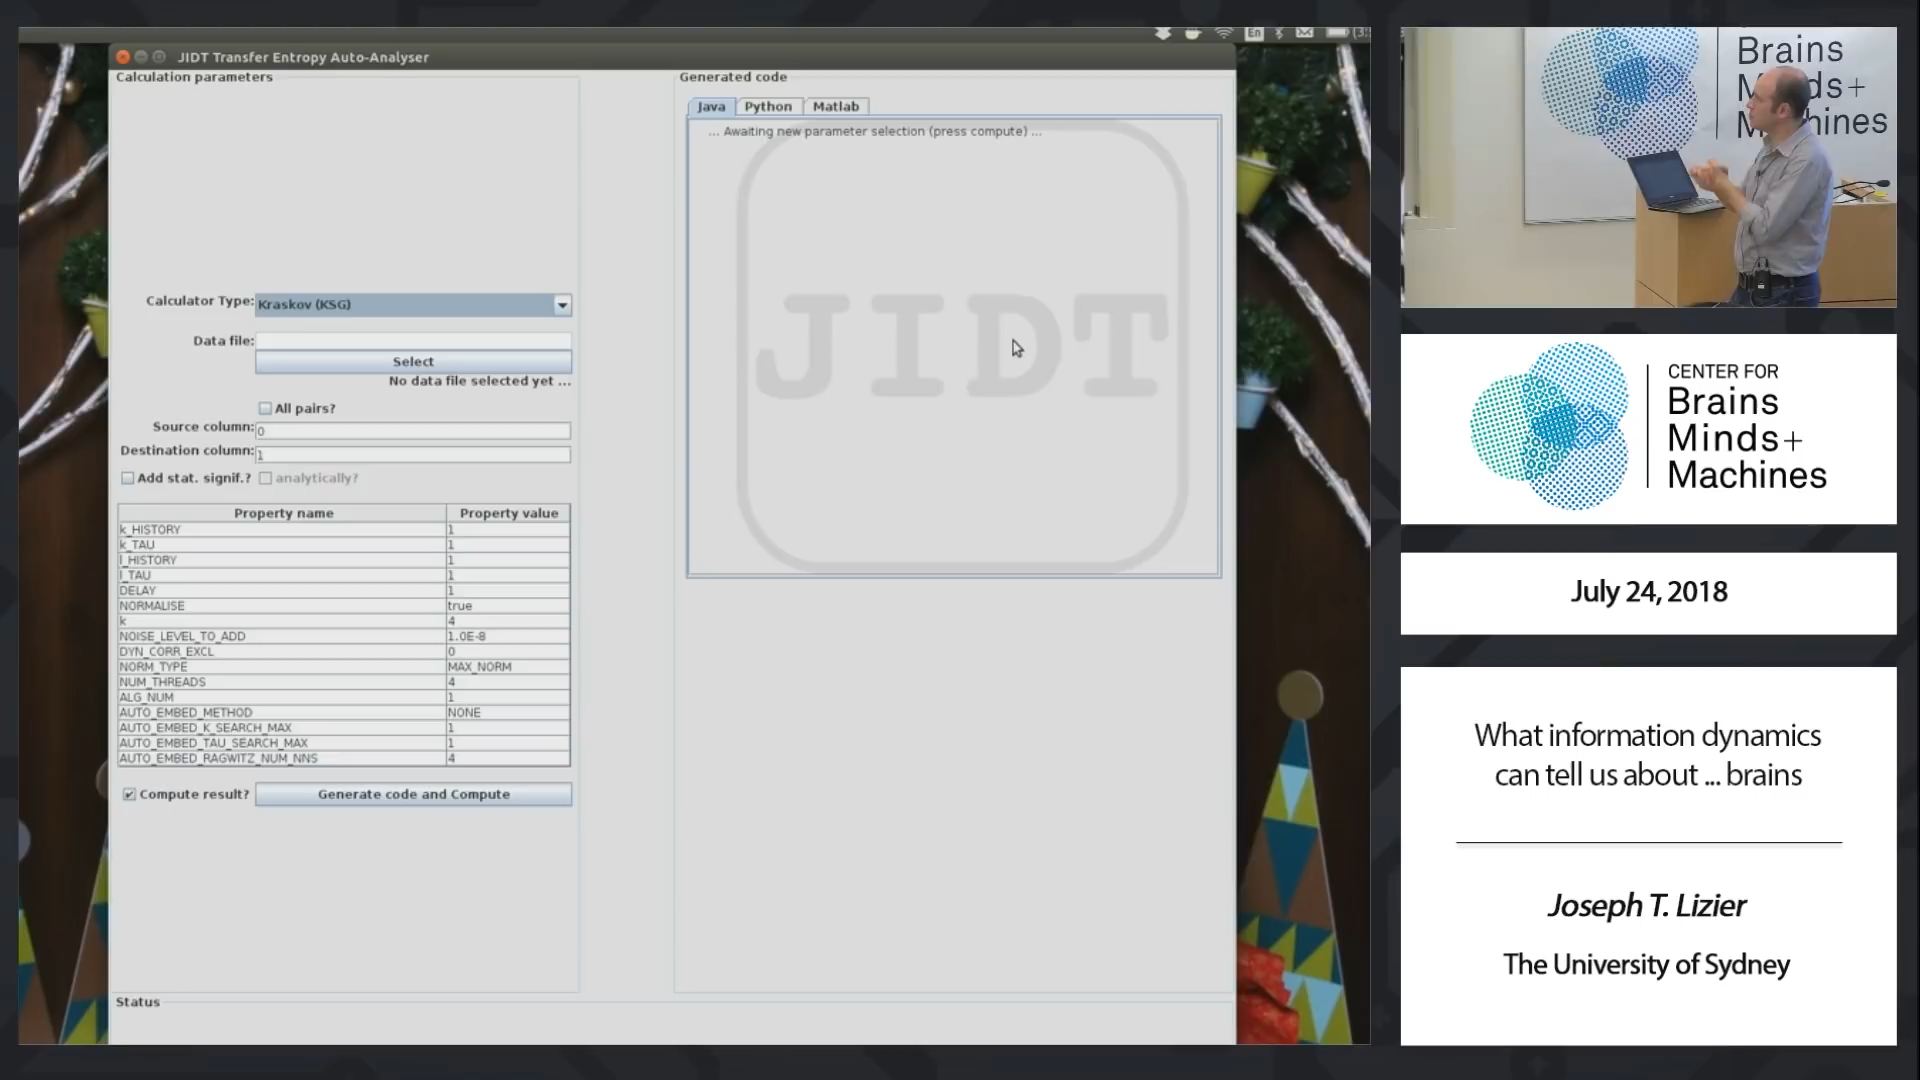 En
JIDT Transfer Entropy Auto-Analyser
Calculation parameters
Calculator Type: Kraskov (KSG)
Data file:
Select
No data file selected yet ...
All pairs?
Source column: 0
Destination column: 1
Add stat. signif.? analytically?
Property name Property value
k_HISTORY 1
k_TAU 1
l_HISTORY 1
l_TAU 1
DELAY 1
NORMALISE true
k 4
NOISE_LEVEL_TO_ADD 1.0E-8
DYN_CORR_EXCL 0
NORM_TYPE MAX_NORM
NUM_THREADS 4
ALG_NUM 1
AUTO_EMBED_METHOD NONE
AUTO_EMBED_K_SEARCH_MAX 1
AUTO_EMBED_TAU_SEARCH_MAX 1
AUTO_EMBED_RAGWITZ_NUM_NNS 4
Compute result? Generate code and Compute
Status
Generated code
Java Python Matlab
... Awaiting new parameter selection (press compute) ...
JIDT
Brains
M ds+
M hines
CENTER FOR
Brains
Minds+
Machines
July 24, 2018
What information dynamics
can tell us about ... brains
Joseph T. Lizier
The University of Sydney